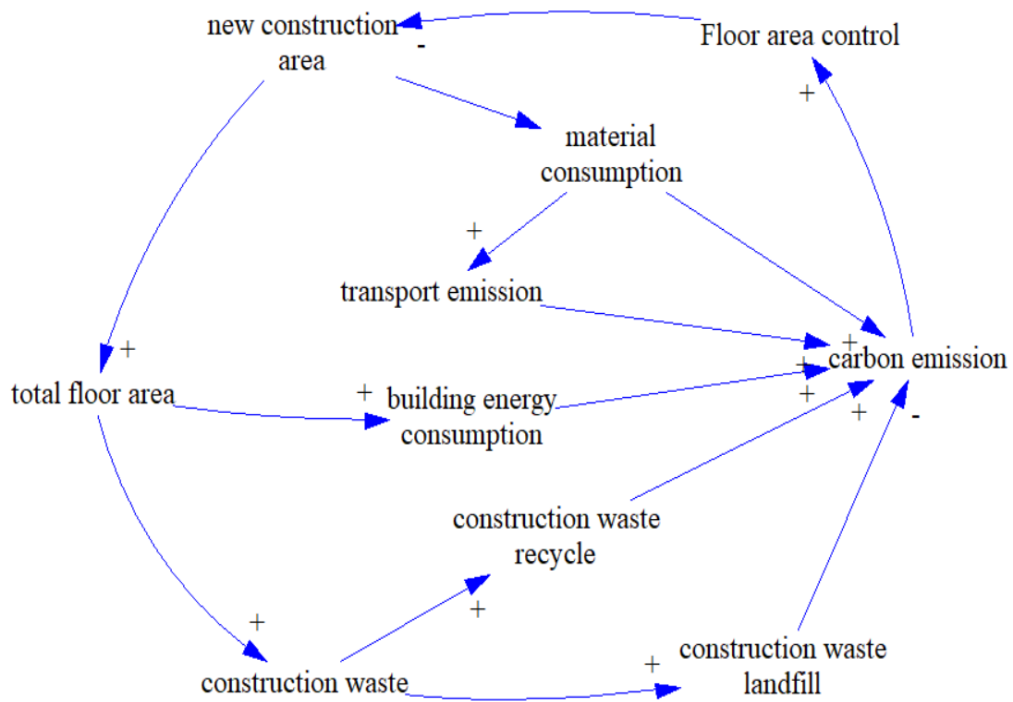 new construction
area
-
Floor area control
+
material
consumption
+
transport emission
+
carbon emission
+
+
+
total floor area
+
building energy
consumption
+
-
construction waste
recycle
+
+
construction waste
+
construction waste
landfill